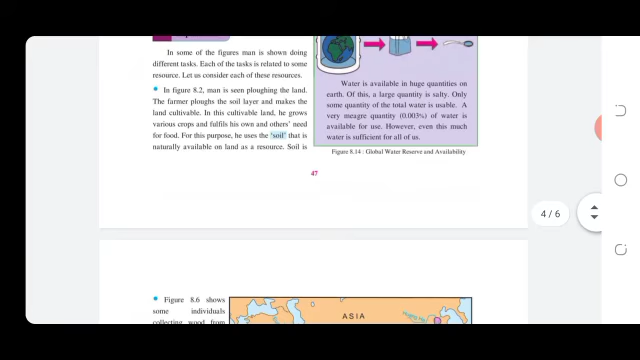 In some of the figures man is shown doing
different tasks. Each of the tasks is related to some
resource. Let us consider each of these resources.
* In figure 8.2, man is seen ploughing the land.
The farmer ploughs the soil layer and makes the
land cultivable. In this cultivable land, he grows
various crops and fulfils his own and others' need
for food. For this purpose, he uses the 'soil' that is
naturally available on land as a resource. Soil is
Water is available in huge quantities on
earth. Of this, a large quantity is salty. Only
some quantity of the total water is usable. A
very meagre quantity (0.003%) of water is
available for use. However, even this much
water is sufficient for all of us.
Figure 8.14 : Global Water Reserve and Availability
47
4 / 6
* Figure 8.6 shows
some individuals
collecting wood from
ASIA